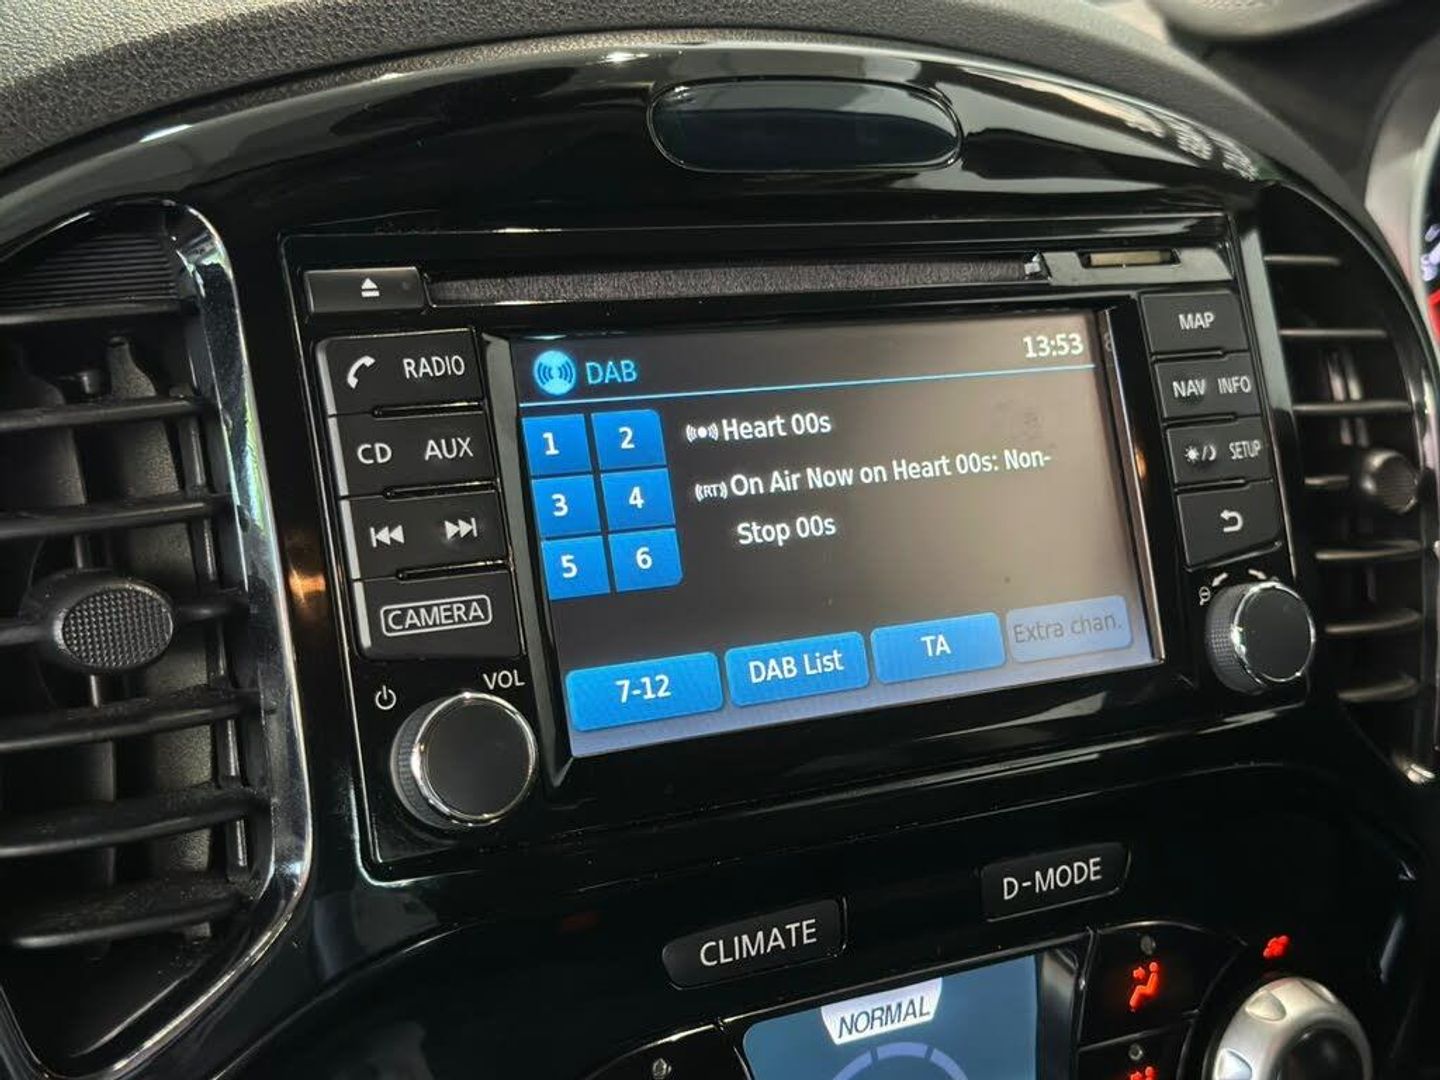 RADIO
CD AUX
CAMERA
VOL
DAB
13:53
1 2
3 4
5 6
Heart 00s
(RT) On Air Now on Heart 00s: Non-
Stop 00s
7-12
DAB List
TA
Extra chan.
MAP
NAV INFO
SETUP
CLIMATE
D-MODE
NORMAL